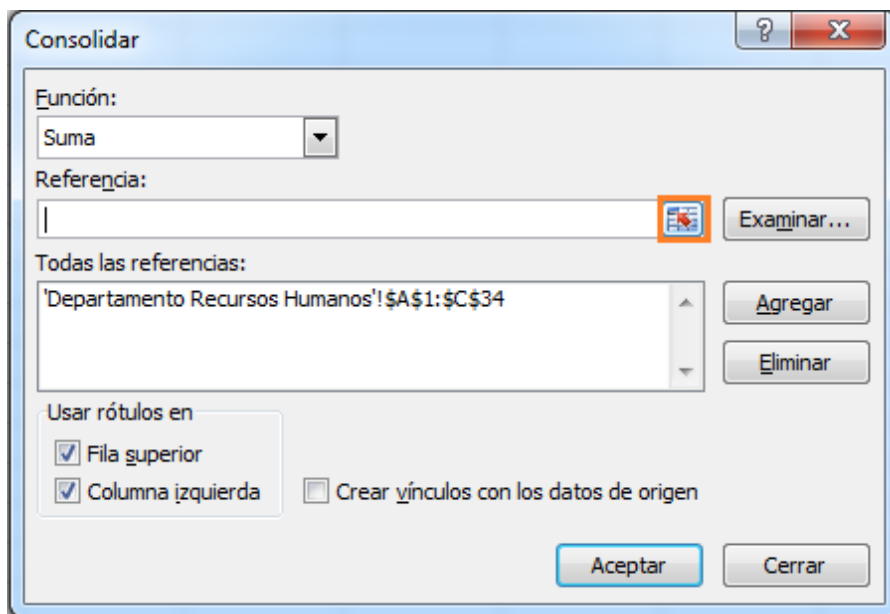 Consolidar
Función:
Suma
Referencia:
Examinar...
Todas las referencias:
'Departamento Recursos Humanos'!$A$1:$C$34
Agregar
Eliminar
Usar rótulos en
Fila superior
Columna izquierda
Crear vínculos con los datos de origen
Aceptar
Cerrar